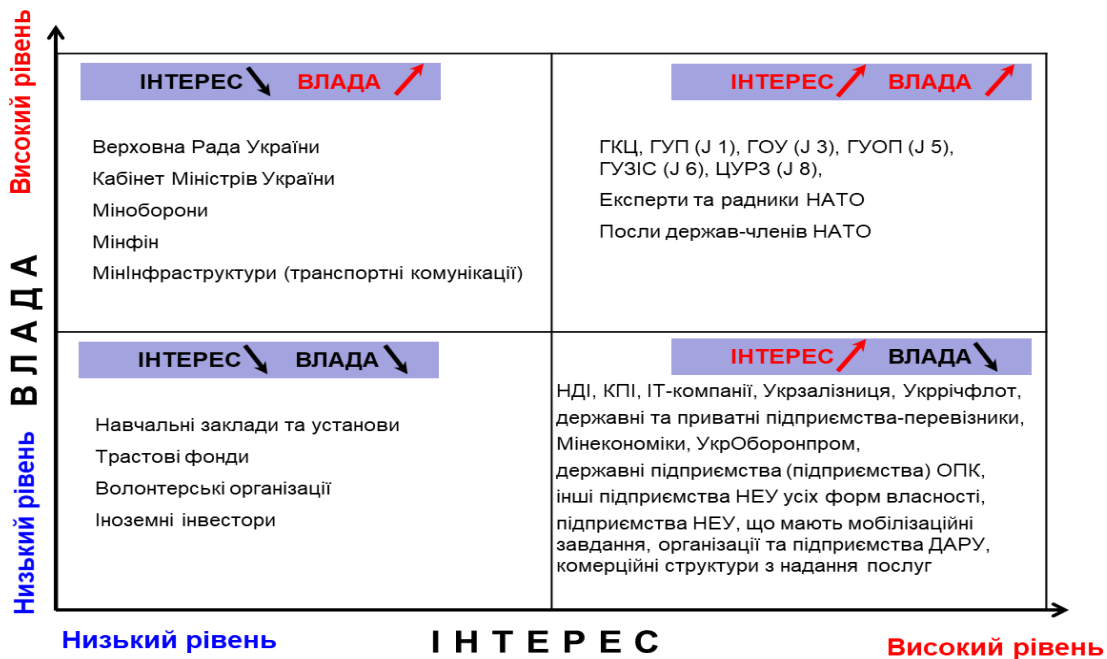 Високий рівень
ІНТЕРЕС ВЛАДА
Верховна Рада України
Кабінет Міністрів України
Міноборони
Мінфін
МінІнфраструктури (транспортні комунікації)
ІНТЕРЕС ВЛАДА
ГКЦ, ГУП (J 1), ГОУ (J 3), ГУОП (J 5),
ГУЗІС (J 6), ЦУРЗ (J 8),
Експерти та радники НАТО
Посли держав-членів НАТО
ВЛАДА
ІНТЕРЕС ВЛАДА
Навчальні заклади та установи
Трастові фонди
Волонтерські організації
Іноземні інвестори
ІНТЕРЕС ВЛАДА
НДІ, КПІ, ІТ-компанії, Укрзалізниця, Укррічфлот,
державні та приватні підприємства-перевізники,
Мінекономіки, УкрОборонпром,
державні підприємства (підприємства) ОПК,
інші підприємства НЕУ усіх форм власності,
підприємства НЕУ, що мають мобілізаційні
завдання, організації та підприємства ДАРУ,
комерційні структури з надання послуг
Низький рівень
Низький рівень
ІНТЕРЕС
Високий рівень